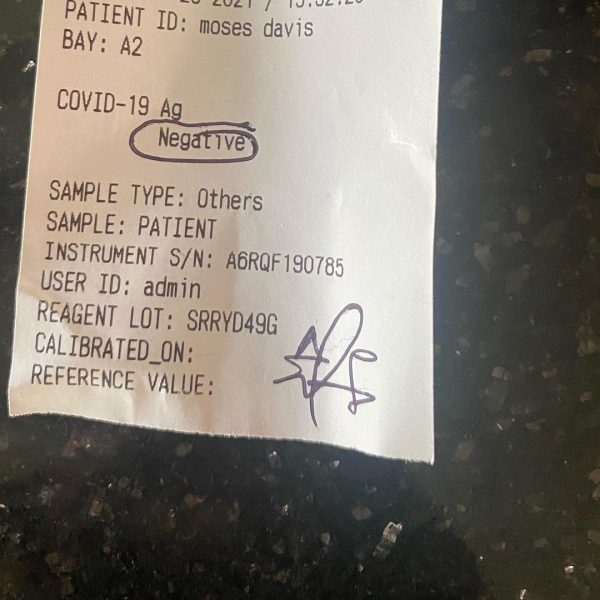 PATIENT ID: moses davis
BAY: A2
COVID-19 Ag
Negative
SAMPLE TYPE: Others
SAMPLE: PATIENT
INSTRUMENT S/N: A6RQF190785
USER ID: admin
REAGENT LOT: SRRYD49G
CALIBRATED_ON:
REFERENCE VALUE: